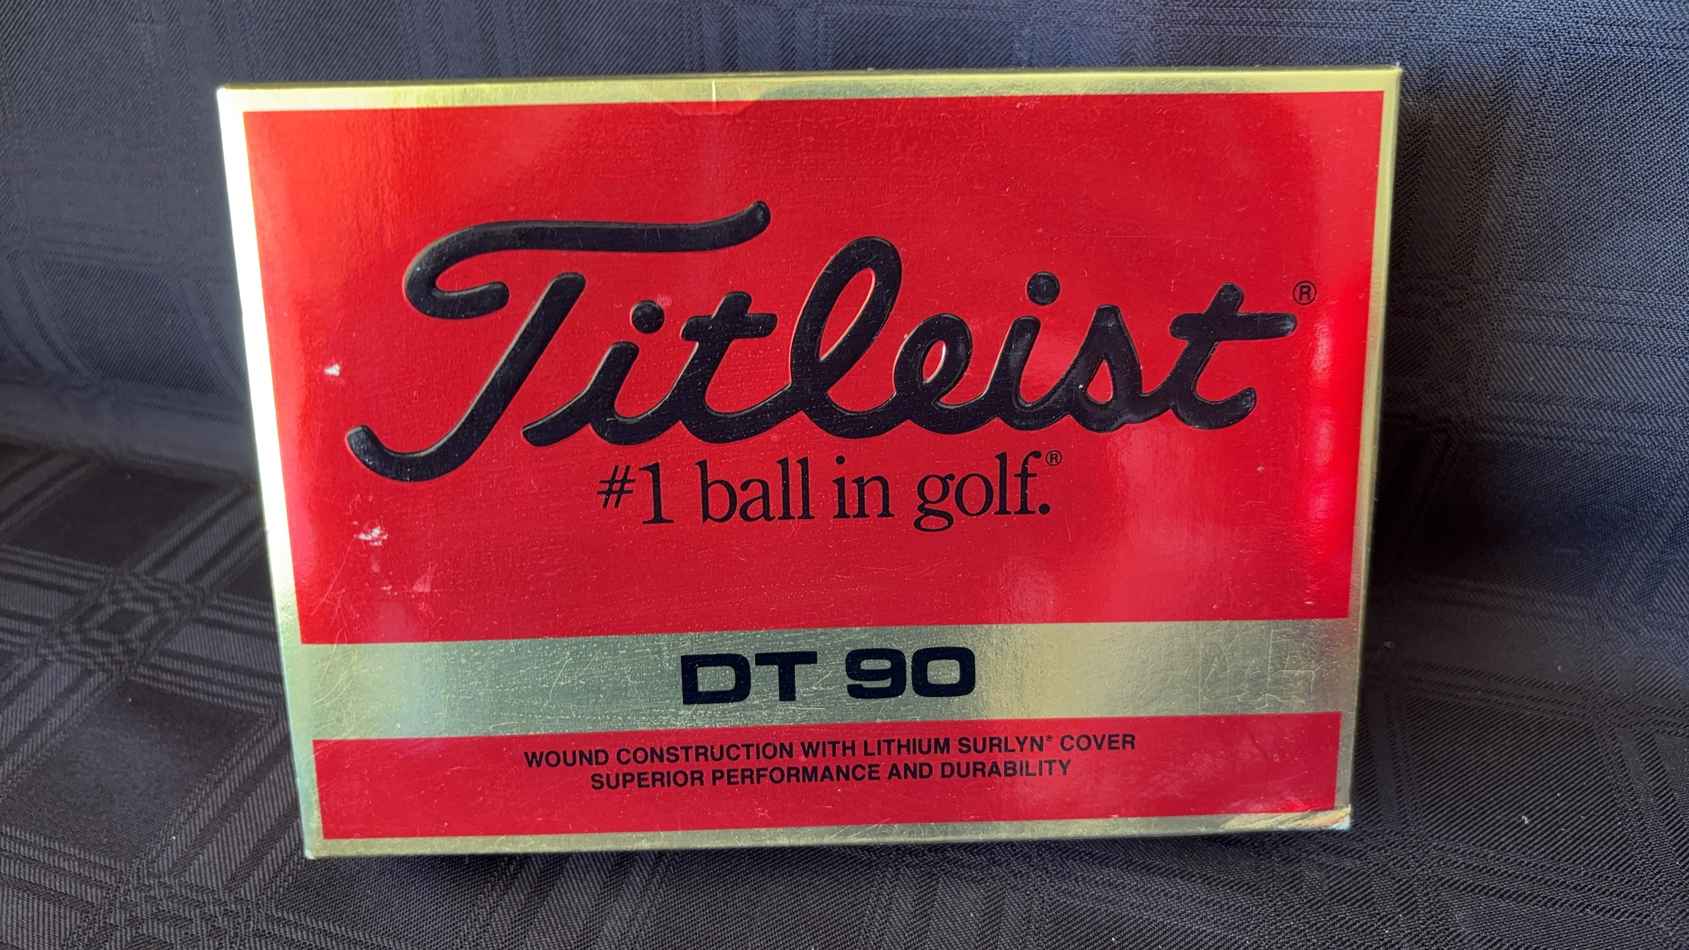 Titleist®
#1 ball in golf.®
DT 90
WOUND CONSTRUCTION WITH LITHIUM SURLYN® COVER
SUPERIOR PERFORMANCE AND DURABILITY